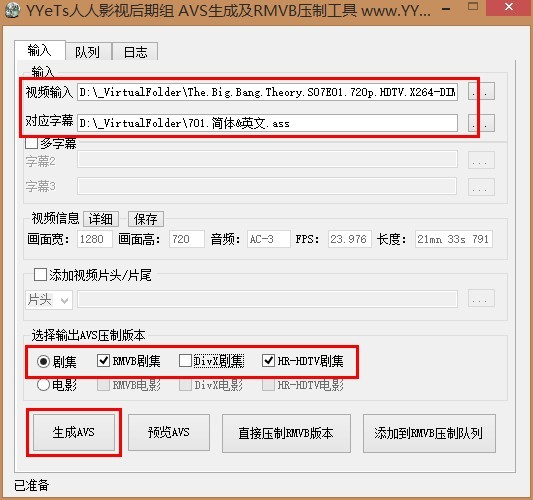 YYeTs人人影视后期组 AVS生成及RMVB压制工具 www.YY...
输入 队列 日志
输入
视频输入 D:\_VirtualFolder\The.Big.Bang.Theory.S07E01.720p.HDTV.X264-DIM ...
对应字幕 D:\_VirtualFolder\701.简体&英文.ass ...
多字幕
字幕2 ...
字幕3 ...
视频信息 详细 保存
画面宽: 1280 画面高: 720 音频: AC-3 FPS: 23.976 长度: 21mn 33s 791
添加视频片头/片尾
片头 ...
选择输出AVS压制版本
剧集 RMVB剧集 DivX剧集 HR-HDTV剧集
电影 RMVB电影 DivX电影 HR-HDTV电影
生成AVS 预览AVS 直接压制RMVB版本 添加到RMVB压制队列
已准备